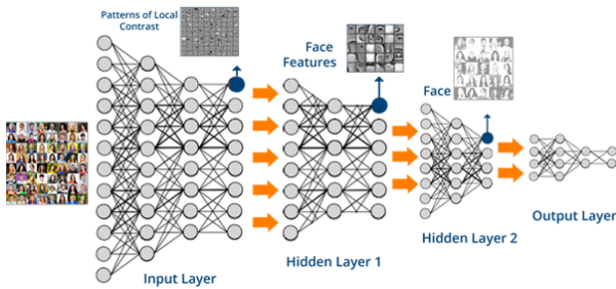 Patterns of Local
Contrast
Face
Features
Face
Input Layer
Hidden Layer 1
Hidden Layer 2
Output Layer